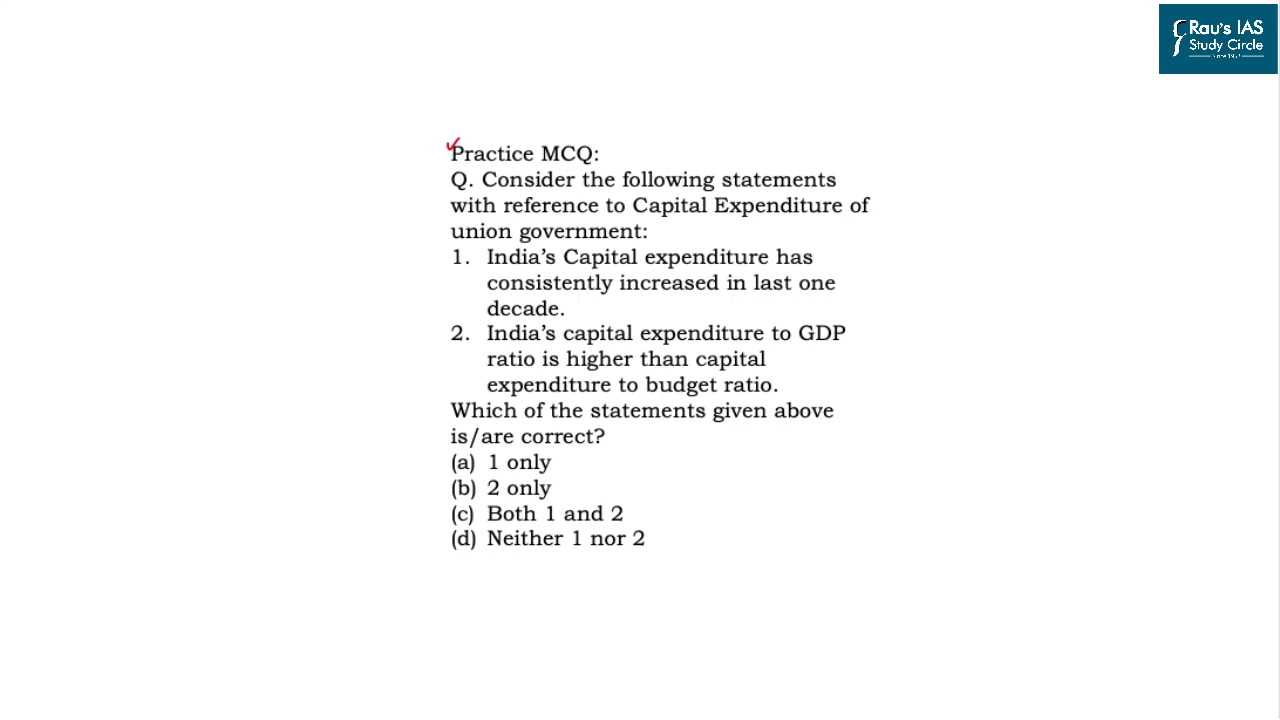 Rau's IAS
Study Circle
Practice MCQ:
Q. Consider the following statements
with reference to Capital Expenditure of
union government:
1. India's Capital expenditure has
consistently increased in last one
decade.
2. India's capital expenditure to GDP
ratio is higher than capital
expenditure to budget ratio.
Which of the statements given above
is/are correct?
(a) 1 only
(b) 2 only
(c) Both 1 and 2
(d) Neither 1 nor 2